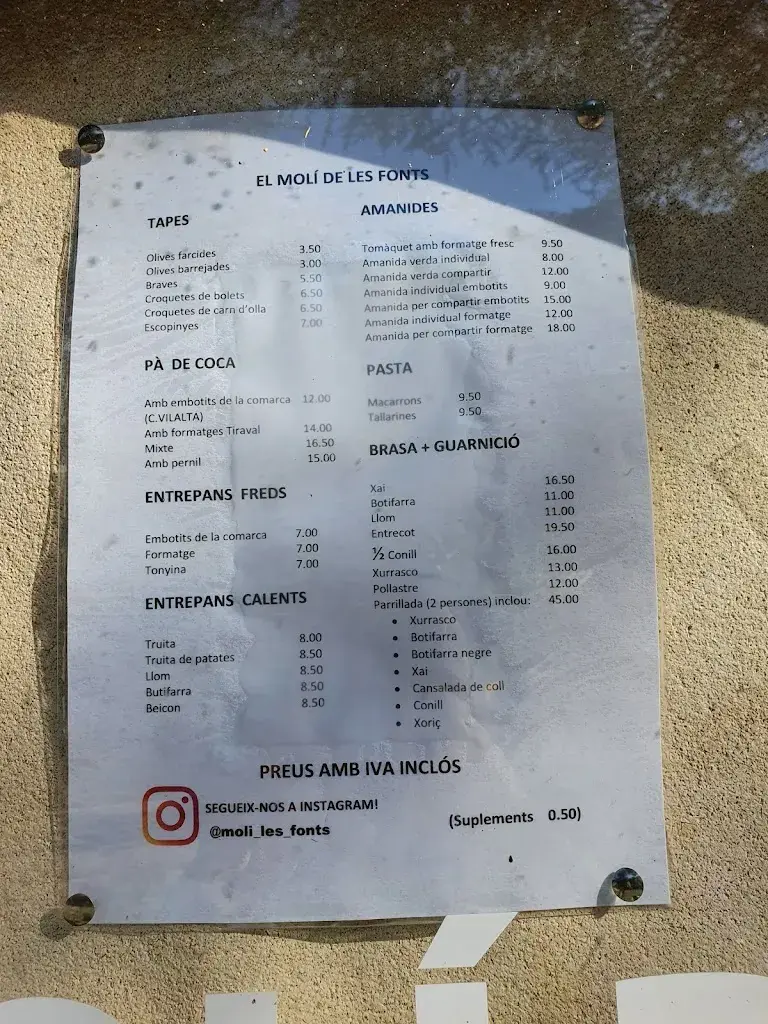 EL MOLÍ DE LES FONTS
TAPES
Olives farcides 3.50
Olives barrejades 3.00
Braves 5.50
Croquetes de bolets 6.50
Croquetes de carn d'olla 6.50
Escopinyes 7.00
PÀ DE COCA
Amb embotits de la comarca 12.00
(C.VILALTA)
Amb formatges Tiraval 14.00
Mixte 16.50
Amb pernil 15.00
ENTREPANS FREDS
Embotits de la comarca 7.00
Formatge 7.00
Tonyina 7.00
ENTREPANS CALENTS
Truita 8.00
Truita de patates 8.50
Llom 8.50
Butifarra 8.50
Beicon 8.50
AMANIDES
Tomàquet amb formatge fresc 9.50
Amanida verda individual 8.00
Amanida verda compartir 12.00
Amanida individual embotits 9.00
Amanida per compartir embotits 15.00
Amanida individual formatge 12.00
Amanida per compartir formatge 18.00
PASTA
Macarrons 9.50
Tallarines 9.50
BRASA + GUARNICIÓ
Xai 16.50
Botifarra 11.00
Llom 11.00
Entrecot 19.50
½ Conill 16.00
Xurrasco 13.00
Pollastre 12.00
Parrillada (2 persones) inclou: 45.00
• Xurrasco
• Botifarra
• Botifarra negre
• Xai
• Cansalada de coll
• Conill
• Xoriç
PREUS AMB IVA INCLÓS
SEGUEIX-NOS A INSTAGRAM!
@moli_les_fonts
(Suplements 0.50)